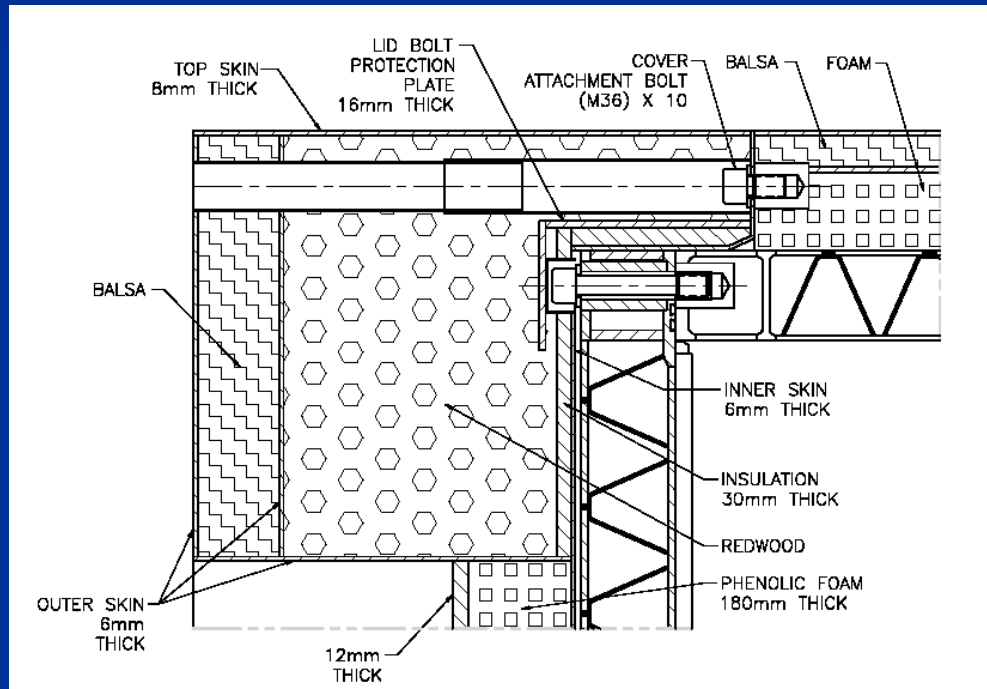 LID BOLT
PROTECTION
PLATE
16mm THICK
TOP SKIN
8mm THICK
COVER
ATTACHMENT BOLT
(M36) X 10
BALSA
FOAM
BALSA
INNER SKIN
6mm THICK
INSULATION
30mm THICK
REDWOOD
PHENOLIC FOAM
180mm THICK
OUTER SKIN
6mm
THICK
12mm
THICK